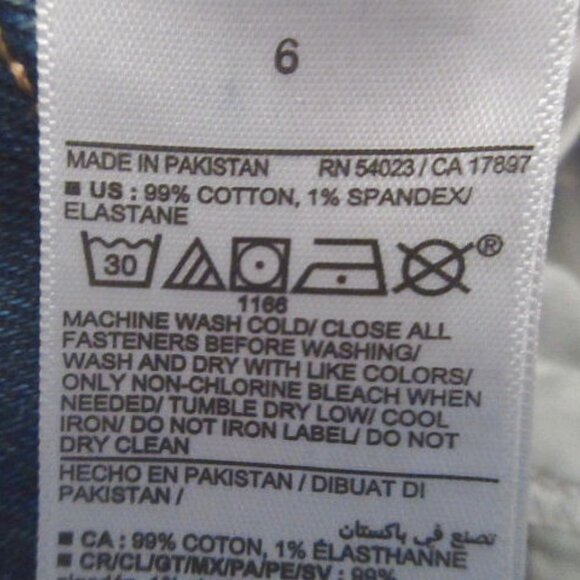 6
MADE IN PAKISTAN RN 54023 / CA 17897
US : 99% COTTON, 1% SPANDEX/
ELASTANE
30 ®
1166
MACHINE WASH COLD/ CLOSE ALL
FASTENERS BEFORE WASHING/
WASH AND DRY WITH LIKE COLORS/
ONLY NON-CHLORINE BLEACH WHEN
NEEDED/ TUMBLE DRY LOW/ COOL
IRON/ DO NOT IRON LABEL/ DO NOT
DRY CLEAN
HECHO EN PAKISTAN / DIBUAT DI
PAKISTAN /
تصنع في باكستان
CA : 99% COTON, 1% ÉLASTHANNE
CR/CL/GT/MX/PA/PE/SV : 99%